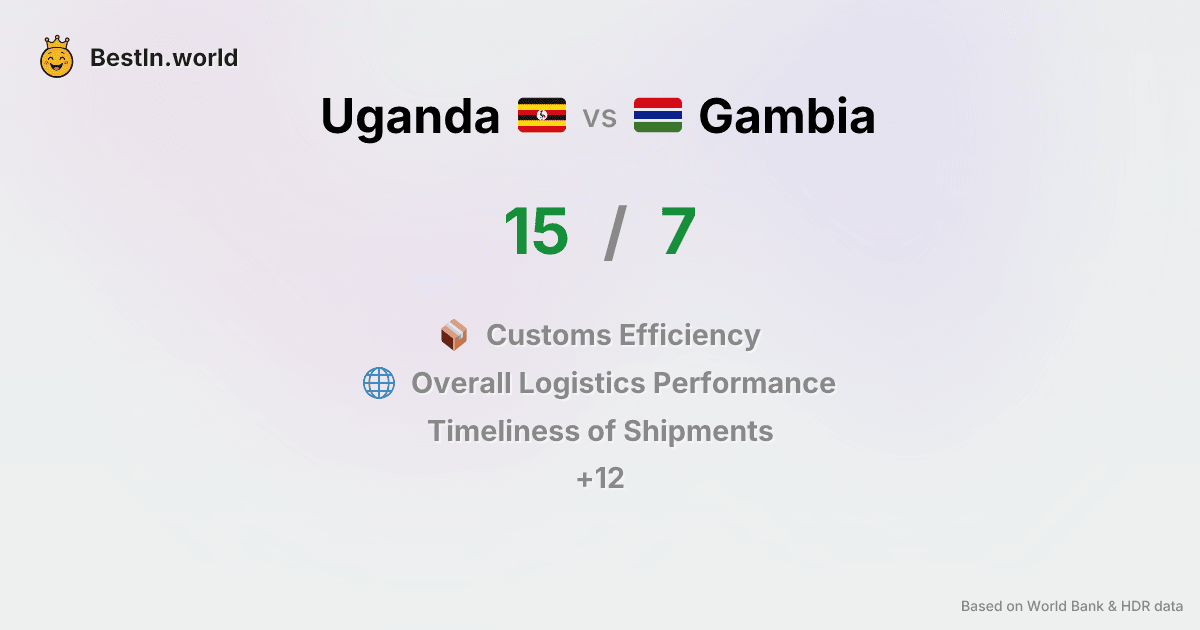 BestIn.world
Uganda vs Gambia
15 / 7
Customs Efficiency
Overall Logistics Performance
Timeliness of Shipments
+12
Based on World Bank & HDR data